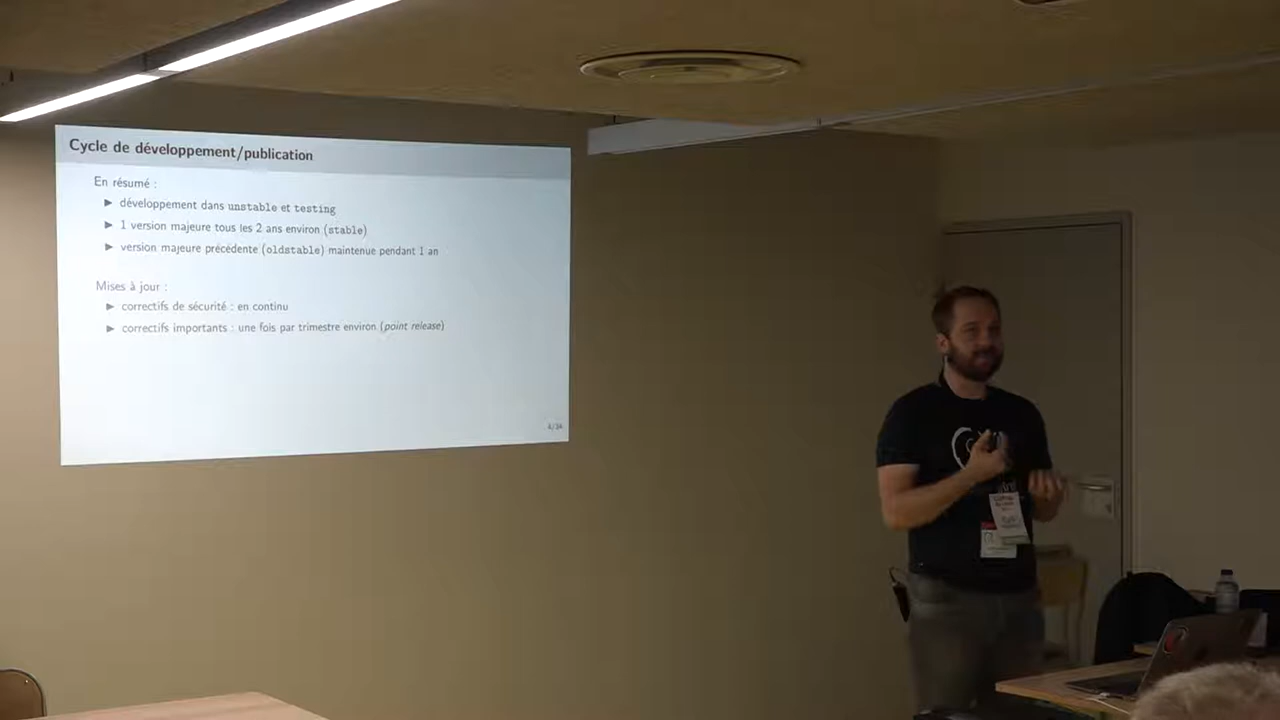 Cycle de développement/publication
En résumé :
▶ développement dans unstable et testing
▶ 1 version majeure tous les 2 ans environ (stable)
▶ version majeure précédente (oldstable) maintenue pendant 1 an
Mises à jour :
▶ correctifs de sécurité : en continu
▶ correctifs importants : une fois par trimestre environ (point release)